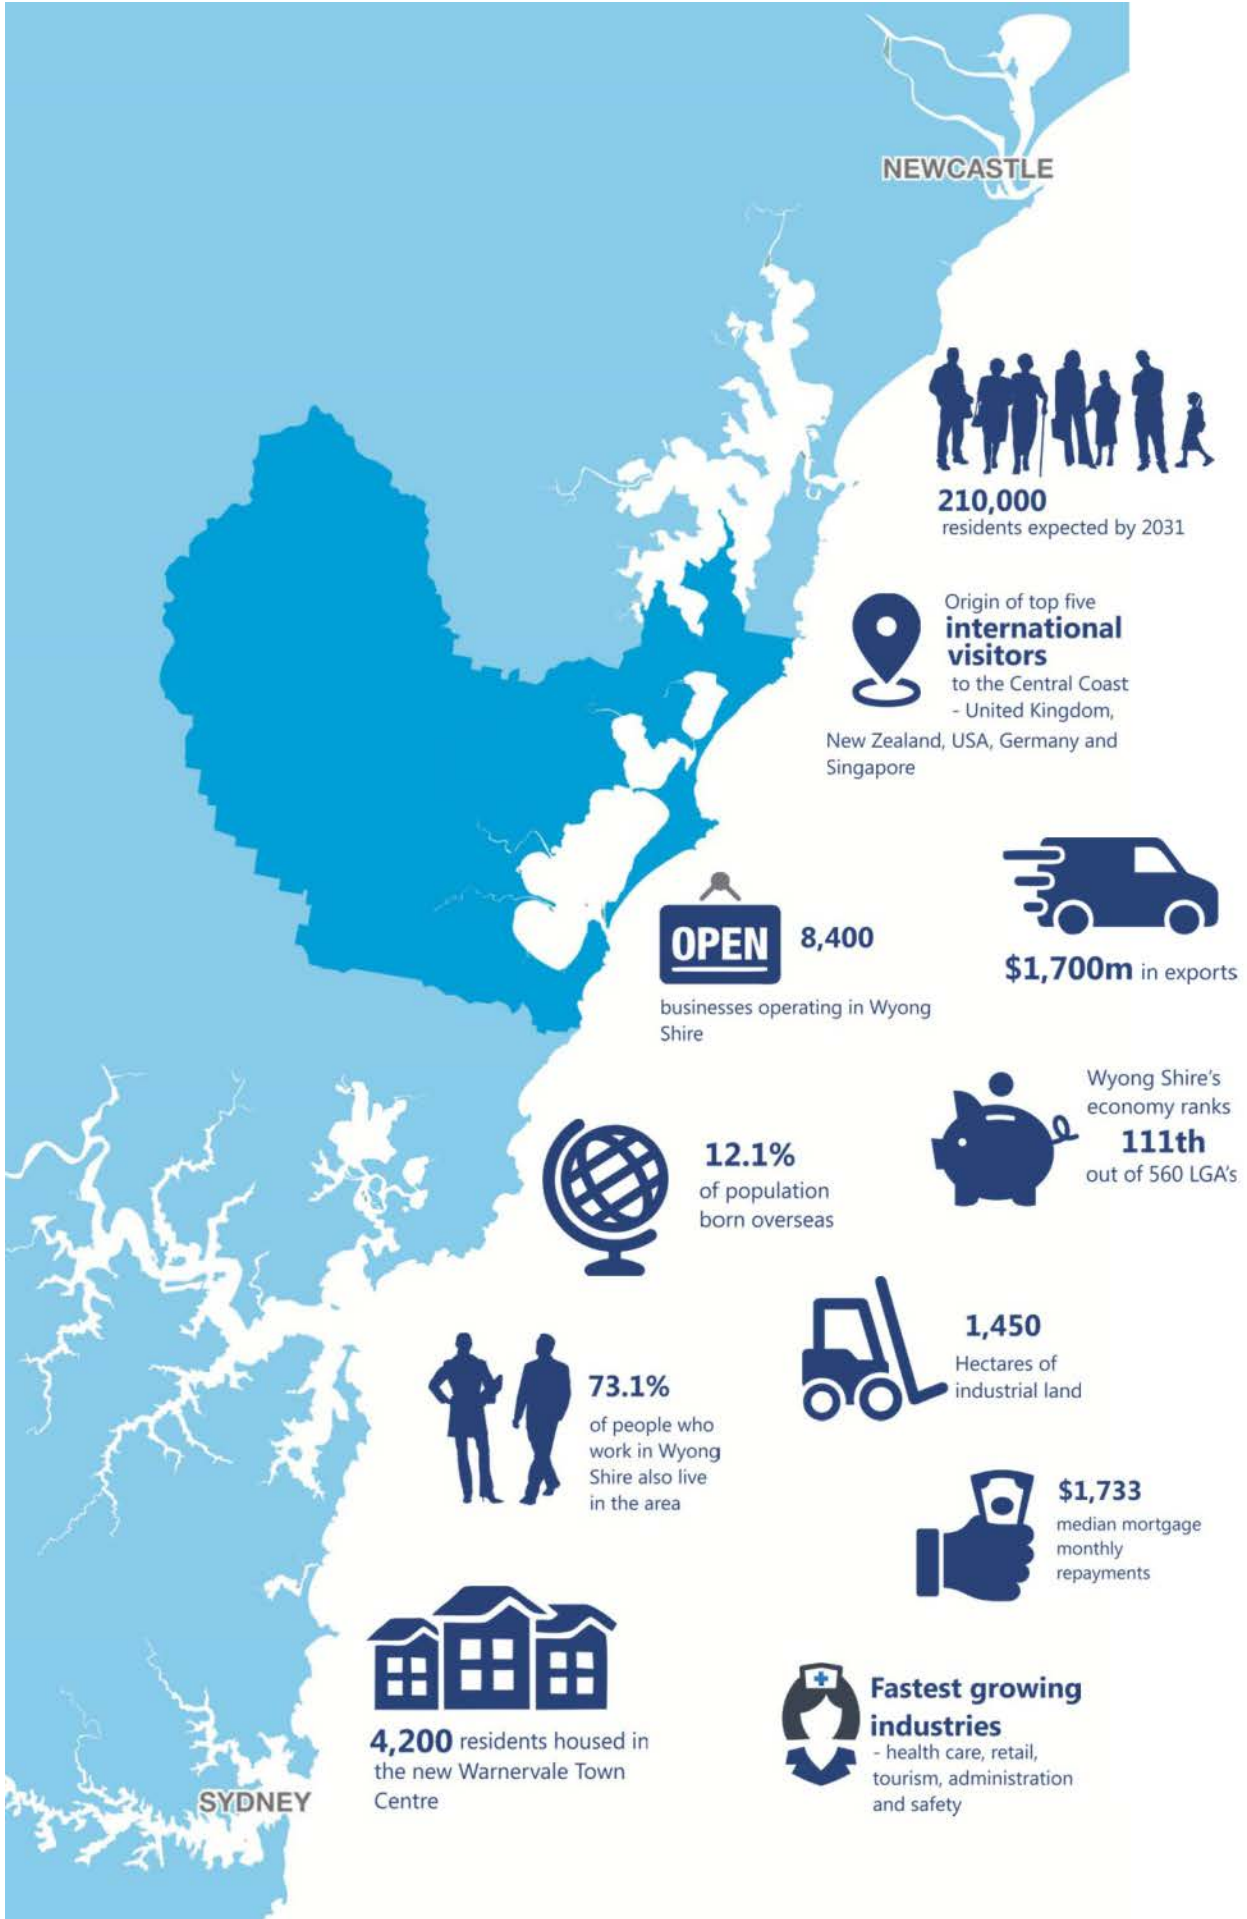 NEWCASTLE
210,000
residents expected by 2031
Origin of top five
international
visitors
to the Central Coast
- United Kingdom,
New Zealand, USA, Germany and
Singapore
OPEN
8,400
businesses operating in Wyong
Shire
$1,700m in exports
Wyong Shire's
economy ranks
111th
out of 560 LGA's
12.1%
of population
born overseas
1,450
Hectares of
industrial land
73.1%
of people who
work in Wyong
Shire also live
in the area
$1,733
median mortgage
monthly
repayments
4,200 residents housed in
the new Warnervale Town
Centre
Fastest growing
industries
- health care, retail,
tourism, administration
and safety
SYDNEY